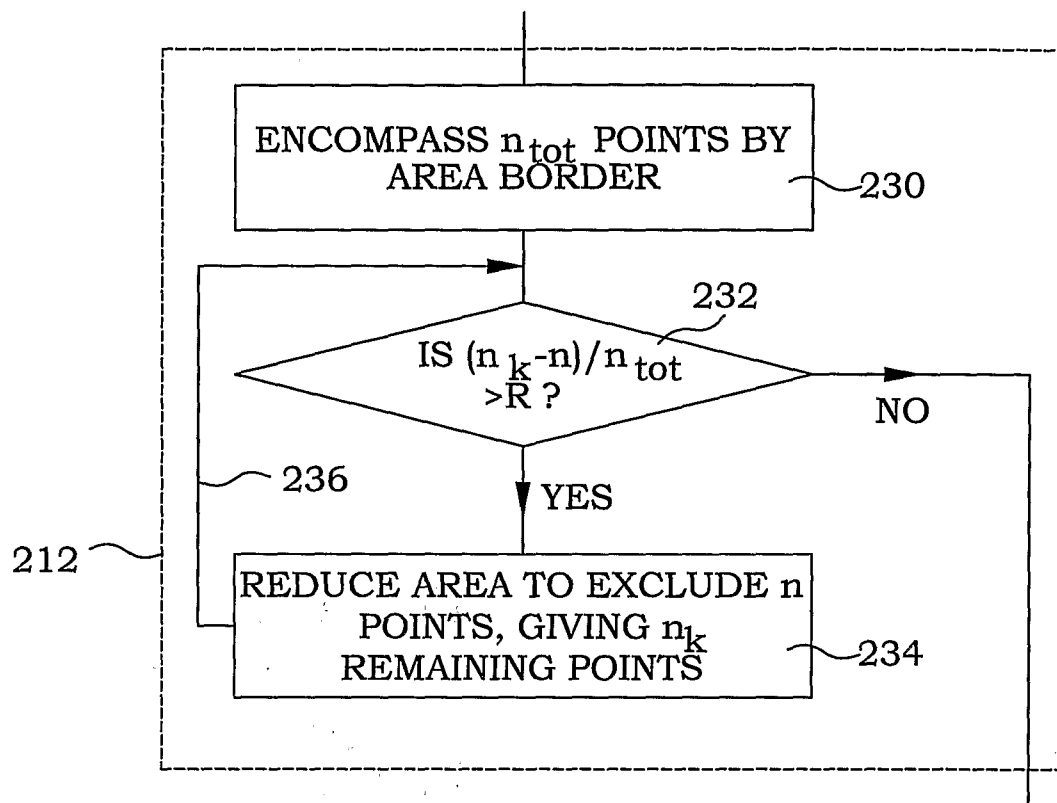 ENCOMPASS n_tot POINTS BY
AREA BORDER
230
232
IS (n_k-n)/n_tot
>R ?
NO
236
YES
212
REDUCE AREA TO EXCLUDE n
POINTS, GIVING n_k
REMAINING POINTS
234